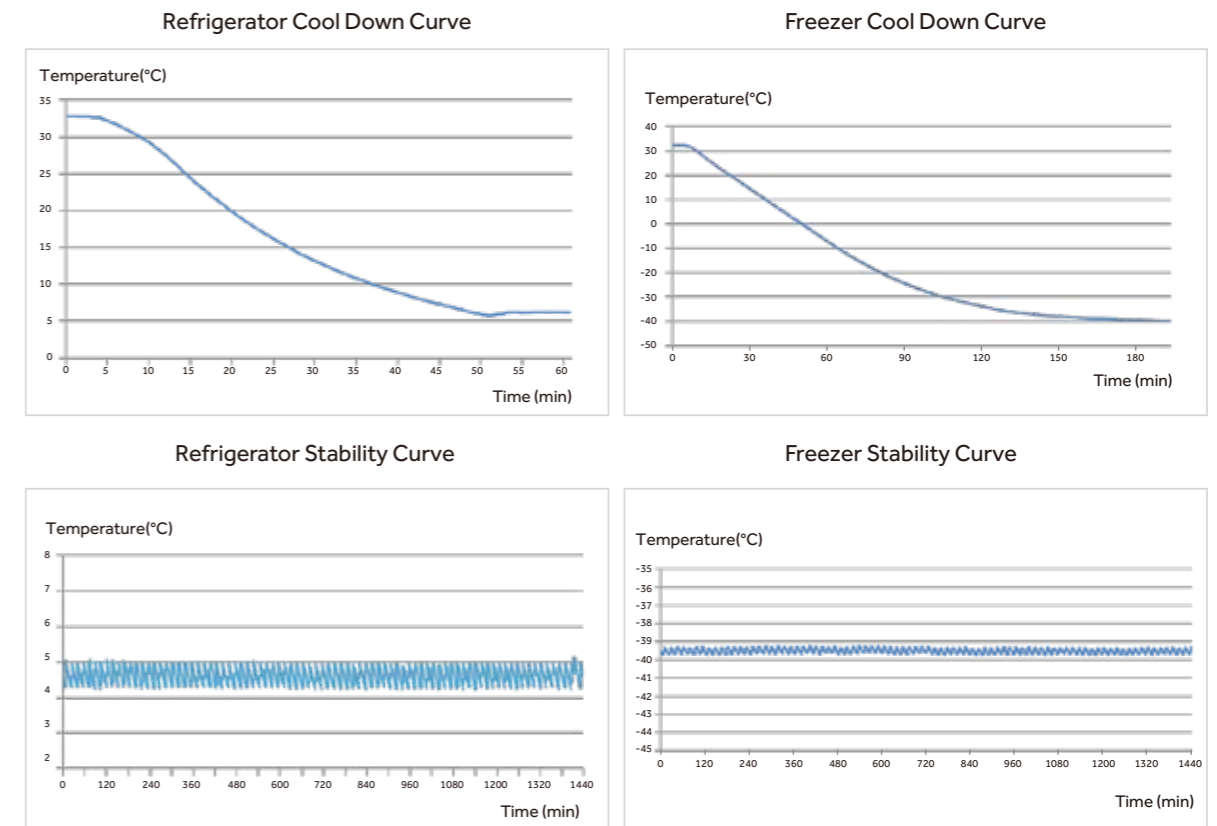 Refrigerator Cool Down Curve
Temperature(°C)
35
30
25
20
15
10
5
0
0 5 10 15 20 25 30 35 40 45 50 55 60
Time (min)
Freezer Cool Down Curve
Temperature(°C)
40
30
20
10
0
-10
-20
-30
-40
-50
0 30 60 90 120 150 180
Time (min)
Refrigerator Stability Curve
Temperature(°C)
8
7
6
5
4
3
2
0 120 240 360 480 600 720 840 960 1080 1200 1320 1440
Time (min)
Freezer Stability Curve
Temperature(°C)
-35
-36
-37
-38
-39
-40
-41
-42
-43
-44
-45
0 120 240 360 480 600 720 840 960 1080 1200 1320 1440
Time (min)